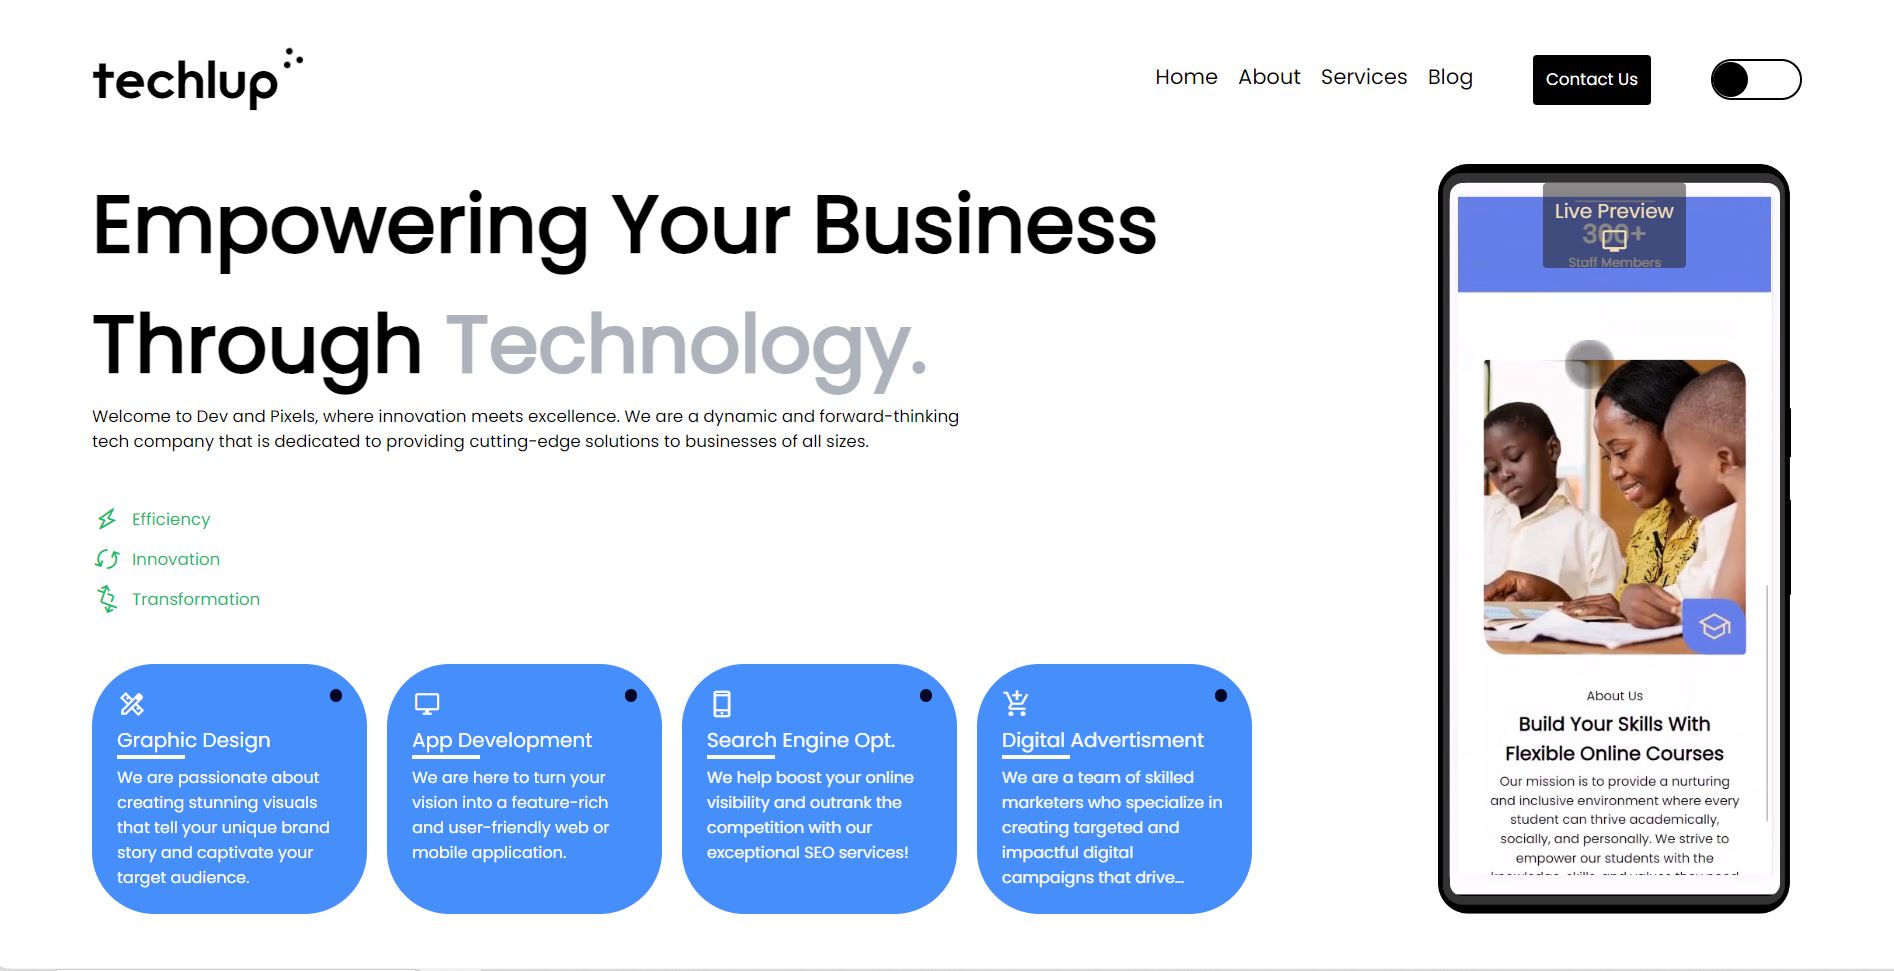 techlup
Home About Services Blog Contact Us
Empowering Your Business
Through Technology.
Welcome to Dev and Pixels, where innovation meets excellence. We are a dynamic and forward-thinking
tech company that is dedicated to providing cutting-edge solutions to businesses of all sizes.
Efficiency
Innovation
Transformation
Graphic Design
We are passionate about
creating stunning visuals
that tell your unique brand
story and captivate your
target audience.
App Development
We are here to turn your
vision into a feature-rich
and user-friendly web or
mobile application.
Search Engine Opt.
We help boost your online
visibility and outrank the
competition with our
exceptional SEO services!
Digital Advertisment
We are a team of skilled
marketers who specialize in
creating targeted and
impactful digital
campaigns that drive...
Live Preview
300+
Staff Members
About Us
Build Your Skills With
Flexible Online Courses
Our mission is to provide a nurturing
and inclusive environment where every
student can thrive academically,
socially, and personally. We strive to
empower our students with the
knowledge, skills, and values they need